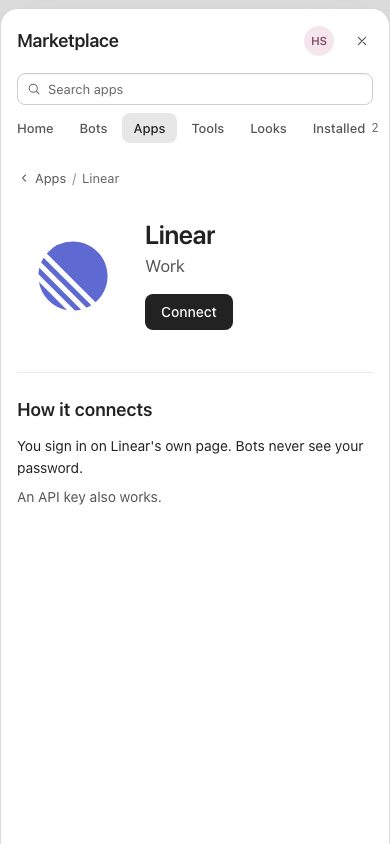 Marketplace
HS
Search apps
Home Bots Apps Tools Looks Installed 2
Apps / Linear
Linear
Work
Connect
How it connects
You sign in on Linear's own page. Bots never see your
password.
An API key also works.